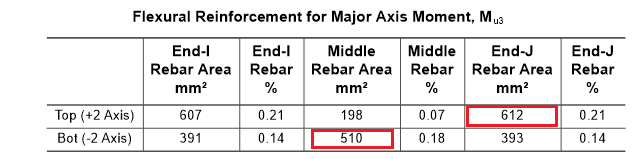 Flexural Reinforcement for Major Axis Moment, Mu3
End-I Rebar Area mm² End-I Rebar % Middle Rebar Area mm² Middle Rebar % End-J Rebar Area mm² End-J Rebar %
Top (+2 Axis) 607 0.21 198 0.07 612 0.21
Bot (-2 Axis) 391 0.14 510 0.18 393 0.14